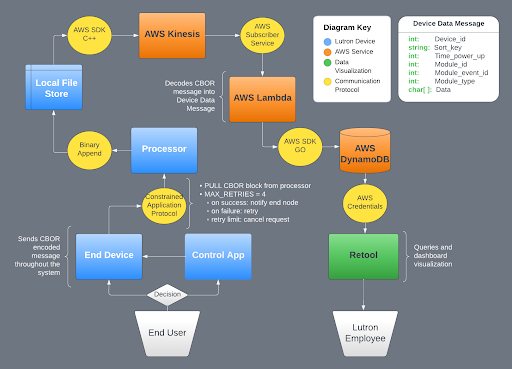 AWS SDK
C++
AWS Kinesis
AWS
Subscriber
Service
Diagram Key
Lutron Device
AWS Service
Data
Visualization
Communication
Protocol
Device Data Message
int: Device_id
string: Sort_key
int: Time_power_up
int: Module_id
int: Module_event_id
int: Module_type
char[ ]: Data
Local File
Store
Decodes CBOR
message into
Device Data
Message
AWS Lambda
Binary
Append
Processor
AWS SDK
GO
AWS
DynamoDB
Constrained
Application
Protocol
• PULL CBOR block from processor
• MAX_RETRIES = 4
• on success: notify end node
• on failure: retry
• retry limit: cancel request
AWS
Credentials
Sends CBOR
encoded
message
throughout the
system
End Device
Control App
Retool
Queries and
dashboard
visualization
Decision
End User
Lutron
Employee